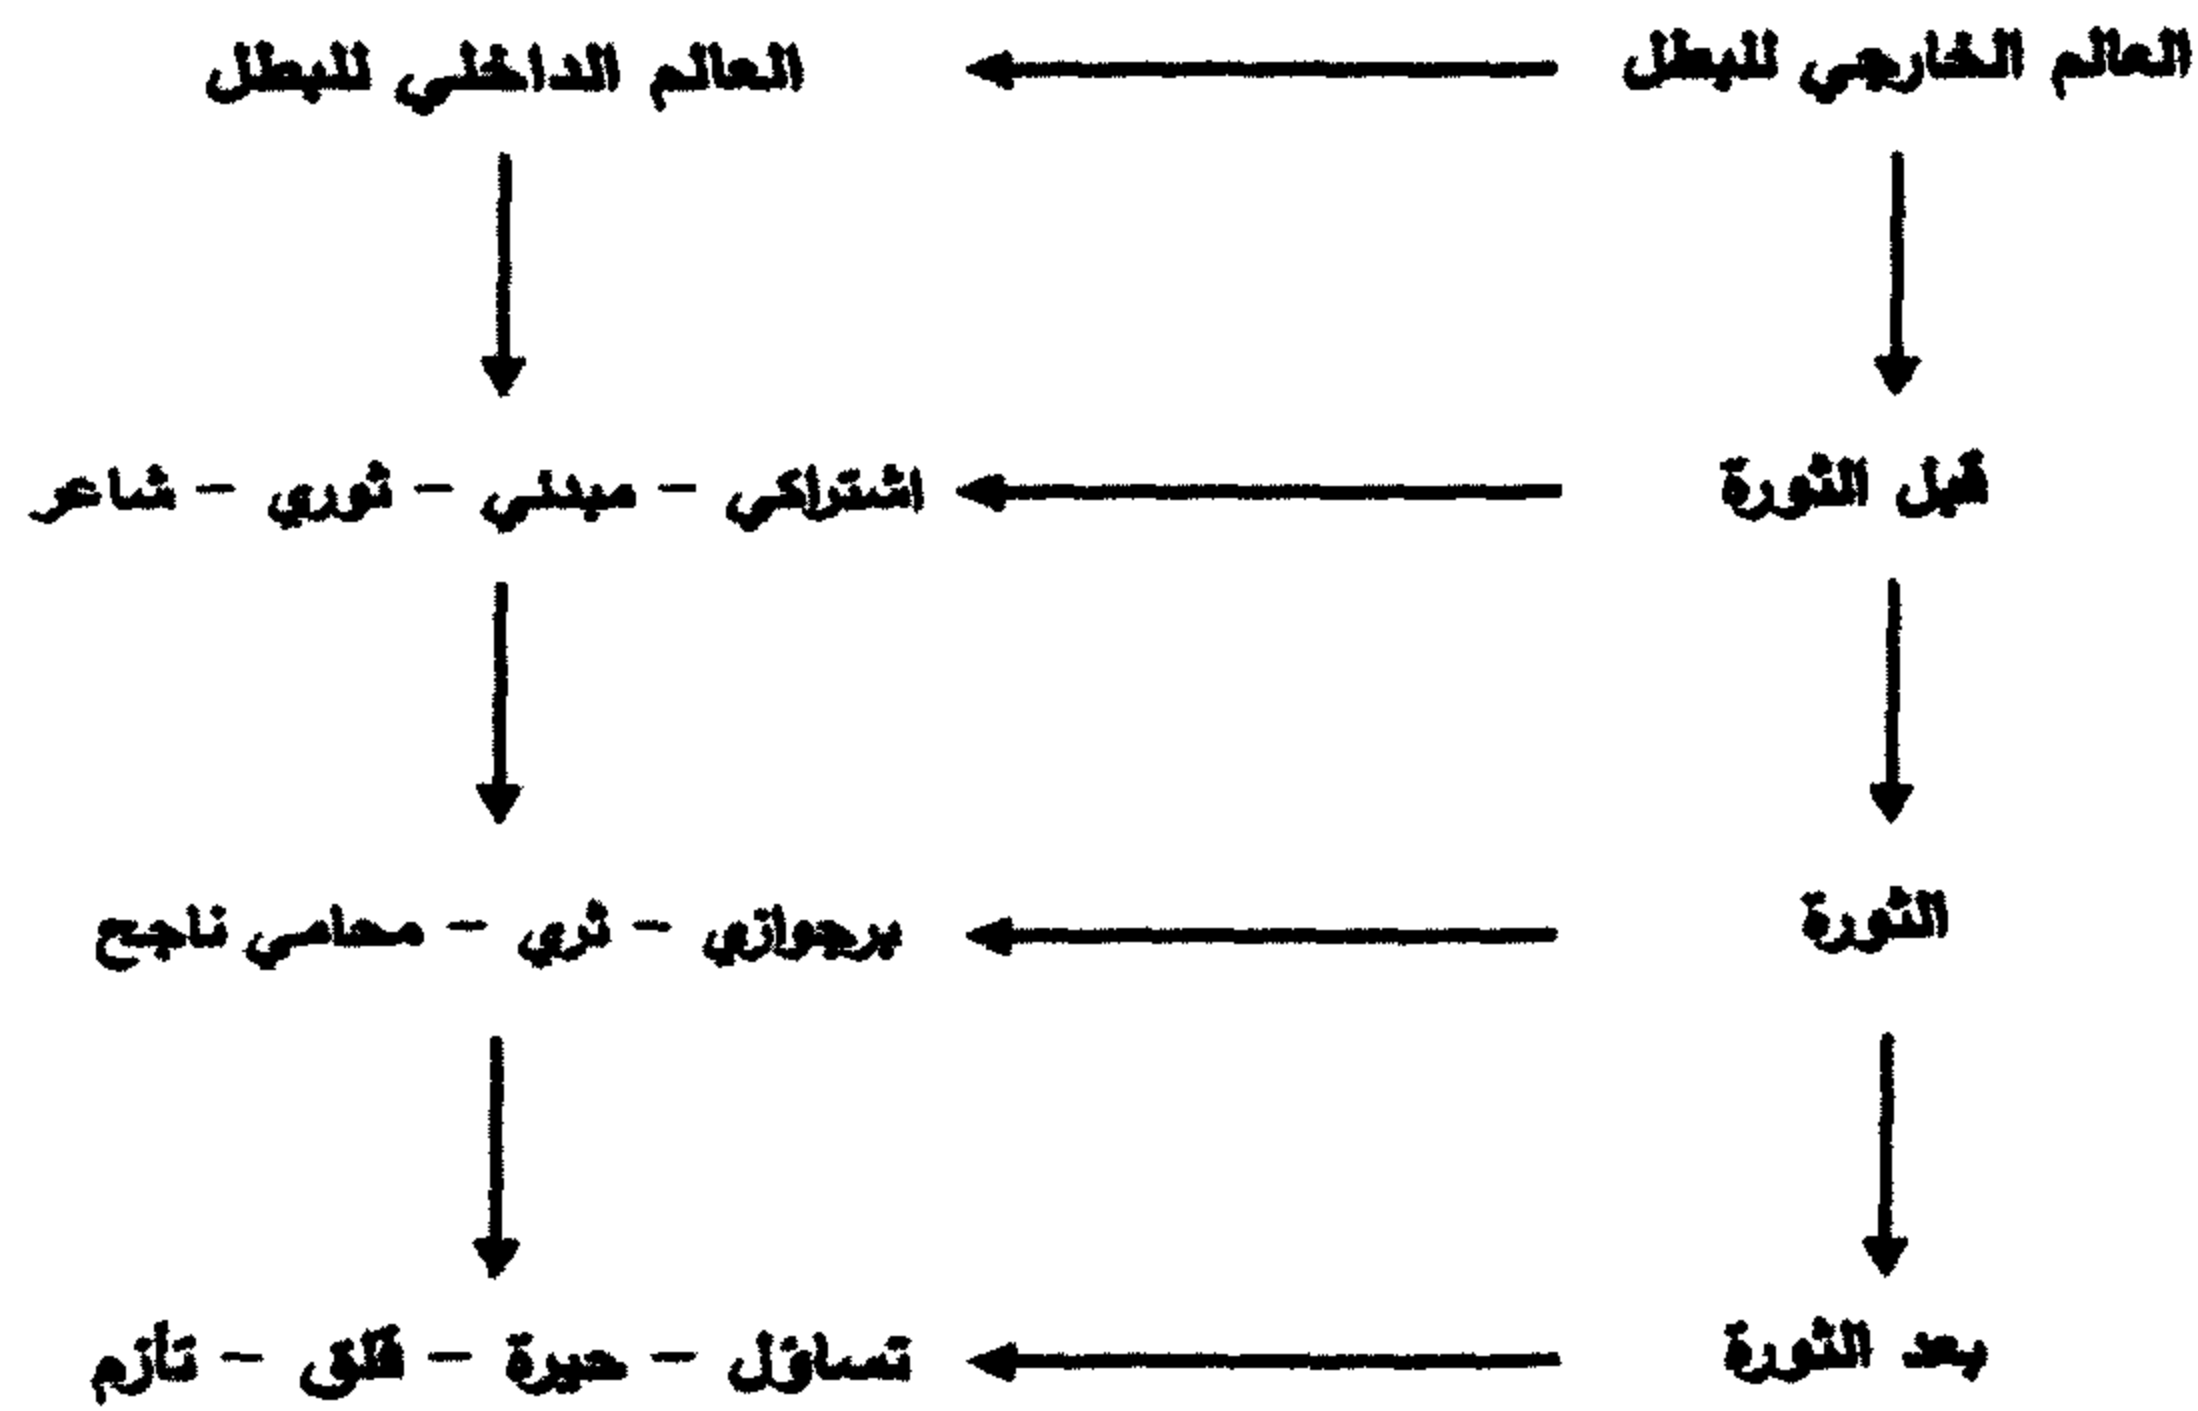 العالم الخارجي للبطل العالم الداخلي للبطل
قبل الثورة اشتراكي - مبدئي - ثوري - شاعر
الثورة برجوازي - ثري - محامي ناجح
بعد الثورة تساؤل - حيرة - قلق - تأزم